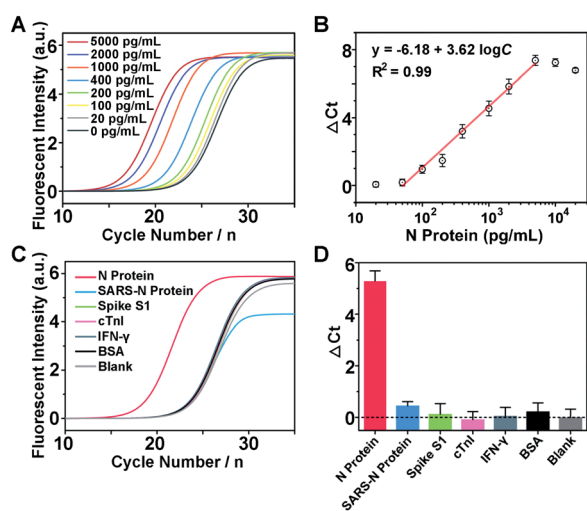 A
Fluorescent Intensity (a.u.)
6
4
2
0
5000 pg/mL
2000 pg/mL
1000 pg/mL
400 pg/mL
200 pg/mL
100 pg/mL
20 pg/mL
0 pg/mL
10 20 30
Cycle Number / n
B
ΔCt
8
4
0
y = -6.18 + 3.62 logC
R² = 0.99
10¹ 10² 10³ 10⁴
N Protein (pg/mL)
C
Fluorescent Intensity (a.u.)
6
4
2
0
N Protein
SARS-N Protein
Spike S1
cTnI
IFN-γ
BSA
Blank
10 20 30
Cycle Number / n
D
ΔCt
6
4
2
0
N Protein
SARS-N Protein
Spike S1
cTnI
IFN-γ
BSA
Blank